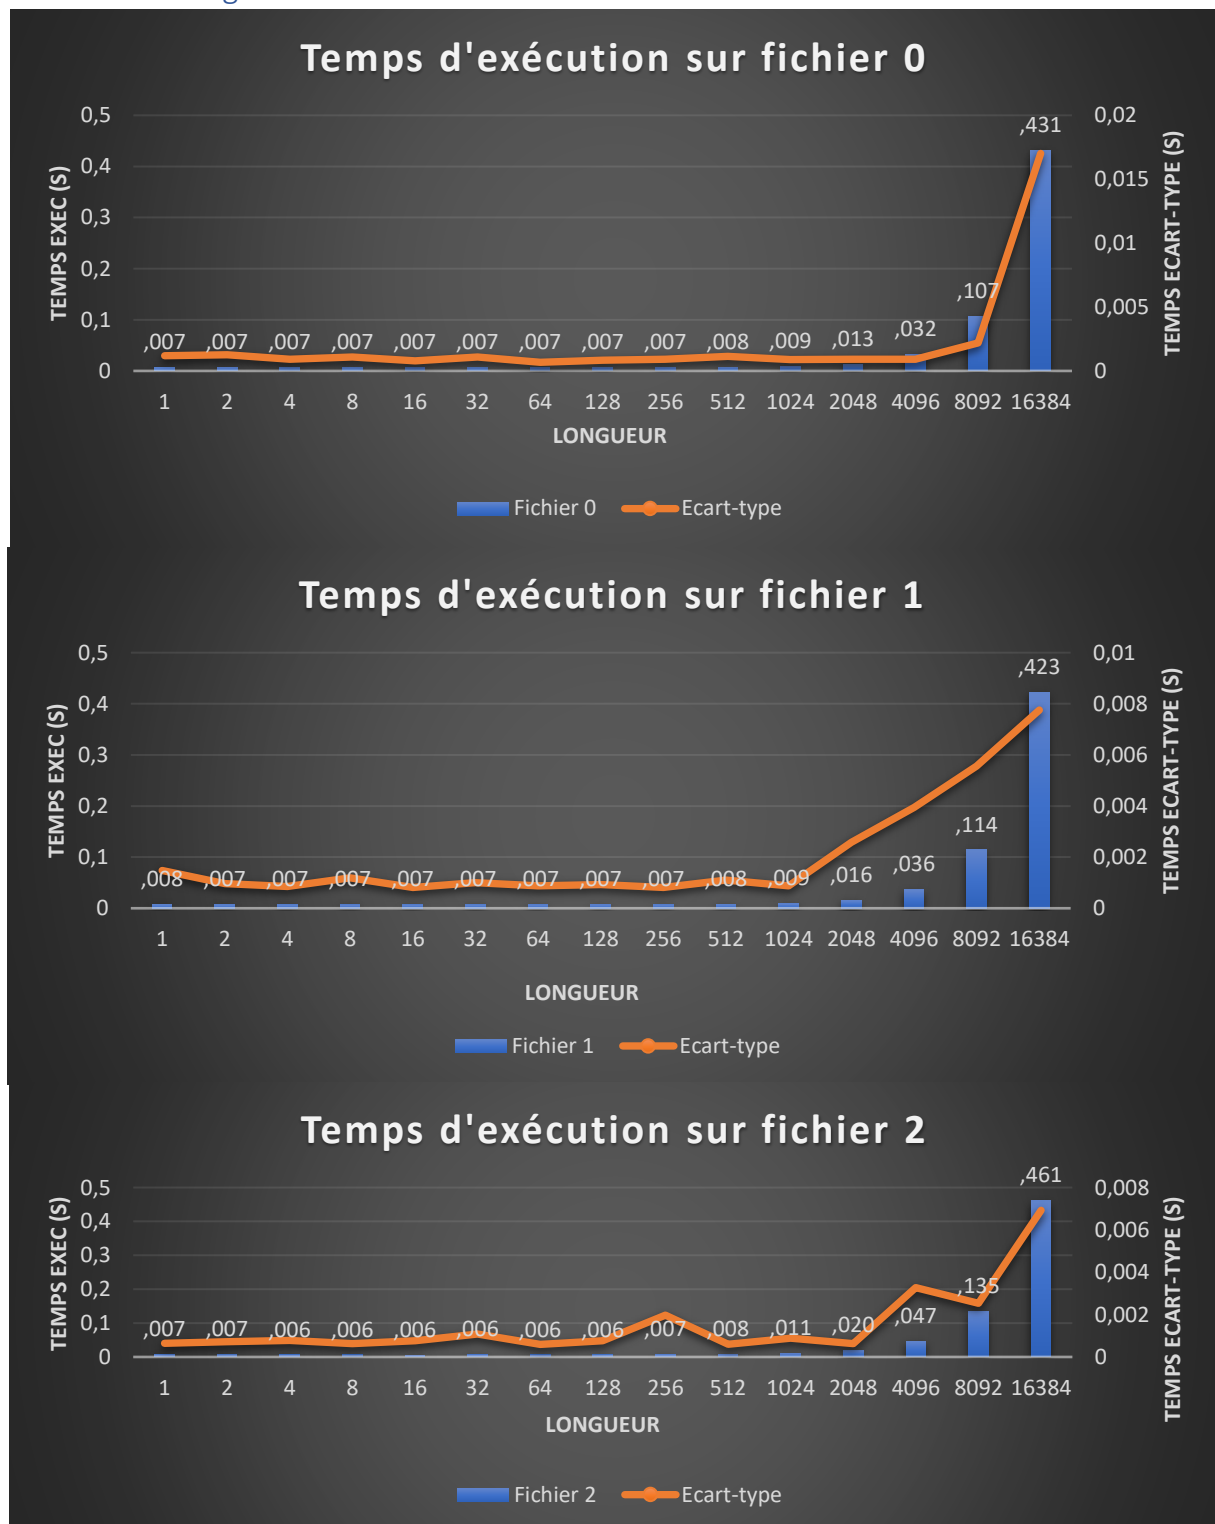 Temps d'exécution sur fichier 0
0,5
0,4
0,3
0,2
0,1
0
TEMPS EXEC (S)
,007 ,007 ,007 ,007 ,007 ,007 ,007 ,007 ,007 ,008 ,009 ,013 ,032 ,107 ,431
0,02
0,015
0,01
0,005
0
TEMPS ECART-TYPE (S)
1 2 4 8 16 32 64 128 256 512 1024 2048 4096 8092 16384
LONGUEUR
Fichier 0 Ecart-type
Temps d'exécution sur fichier 1
0,5
0,4
0,3
0,2
0,1
0
TEMPS EXEC (S)
,008 ,007 ,007 ,007 ,007 ,007 ,007 ,007 ,007 ,008 ,009 ,016 ,036 ,114 ,423
0,01
0,008
0,006
0,004
0,002
0
TEMPS ECART-TYPE (S)
1 2 4 8 16 32 64 128 256 512 1024 2048 4096 8092 16384
LONGUEUR
Fichier 1 Ecart-type
Temps d'exécution sur fichier 2
0,5
0,4
0,3
0,2
0,1
0
TEMPS EXEC (S)
,007 ,007 ,006 ,006 ,006 ,006 ,006 ,006 ,007 ,008 ,011 ,020 ,047 ,135 ,461
0,008
0,006
0,004
0,002
0
TEMPS ECART-TYPE (S)
1 2 4 8 16 32 64 128 256 512 1024 2048 4096 8092 16384
LONGUEUR
Fichier 2 Ecart-type